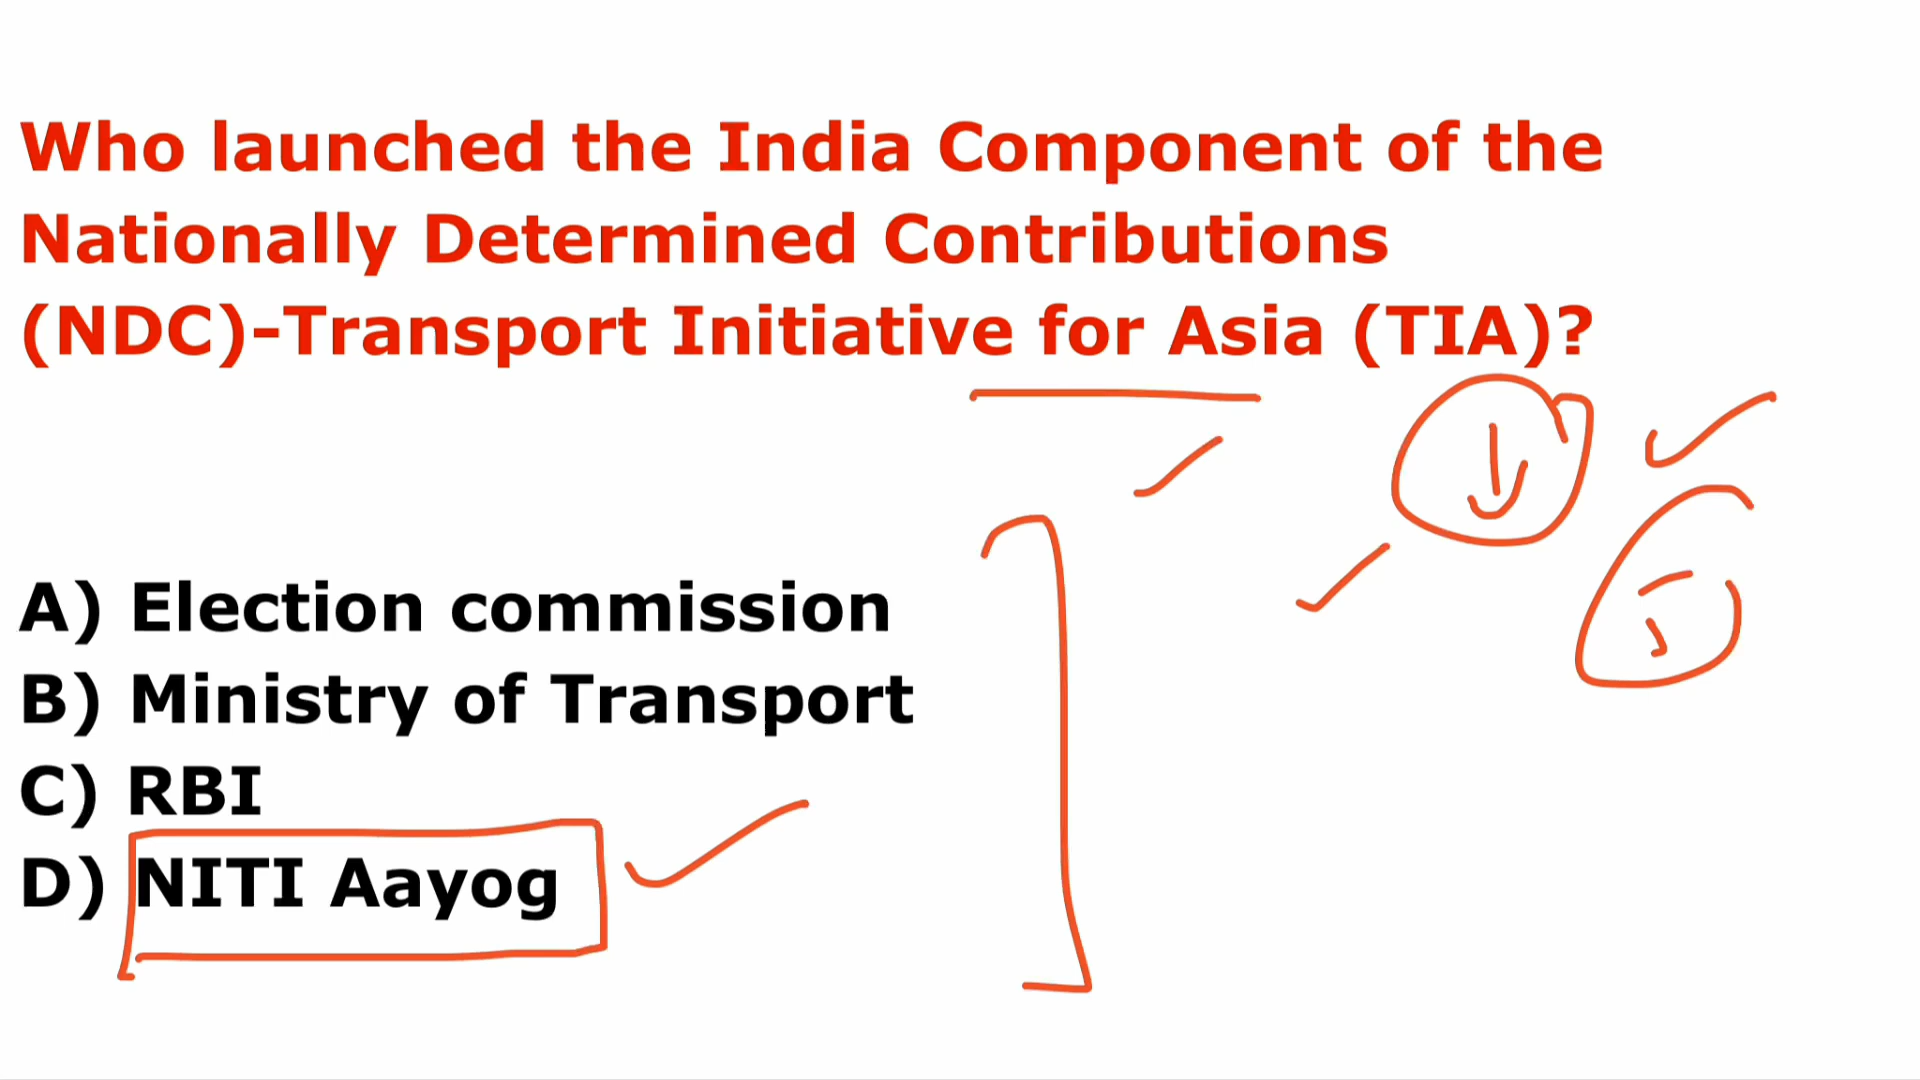 Who launched the India Component of the
Nationally Determined Contributions
(NDC)-Transport Initiative for Asia (TIA)?
A) Election commission
B) Ministry of Transport
C) RBI
D) NITI Aayog